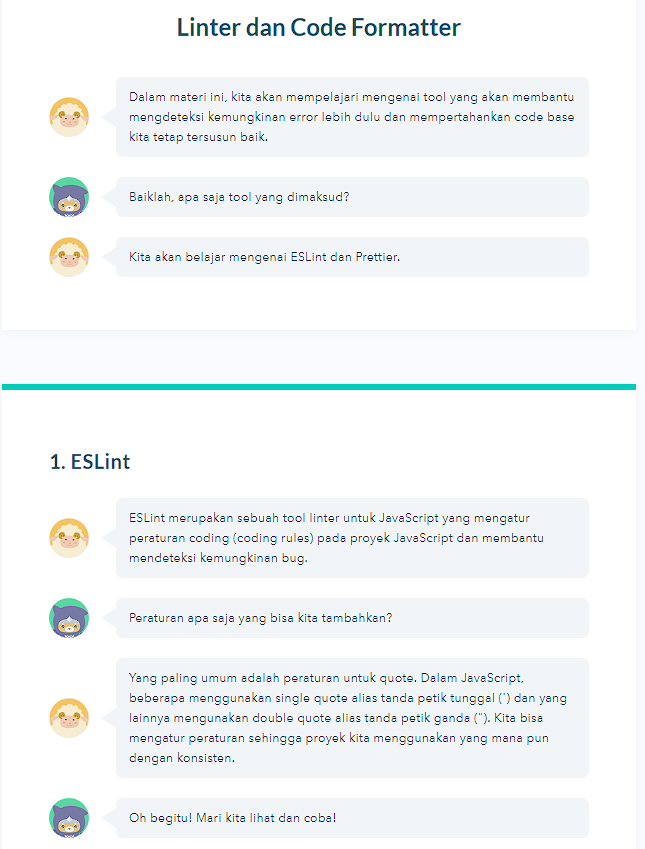 Linter dan Code Formatter
Dalam materi ini, kita akan mempelajari mengenai tool yang akan membantu
mengdeteksi kemungkinan error lebih dulu dan mempertahankan code base
kita tetap tersusun baik.
Baiklah, apa saja tool yang dimaksud?
Kita akan belajar mengenai ESLint dan Prettier.
1. ESLint
ESLint merupakan sebuah tool linter untuk JavaScript yang mengatur
peraturan coding (coding rules) pada proyek JavaScript dan membantu
mendeteksi kemungkinan bug.
Peraturan apa saja yang bisa kita tambahkan?
Yang paling umum adalah peraturan untuk quote. Dalam JavaScript,
beberapa menggunakan single quote alias tanda petik tunggal (') dan yang
lainnya mengunakan double quote alias tanda petik ganda ("). Kita bisa
mengatur peraturan sehingga proyek kita menggunakan yang mana pun
dengan konsisten.
Oh begitu! Mari kita lihat dan coba!